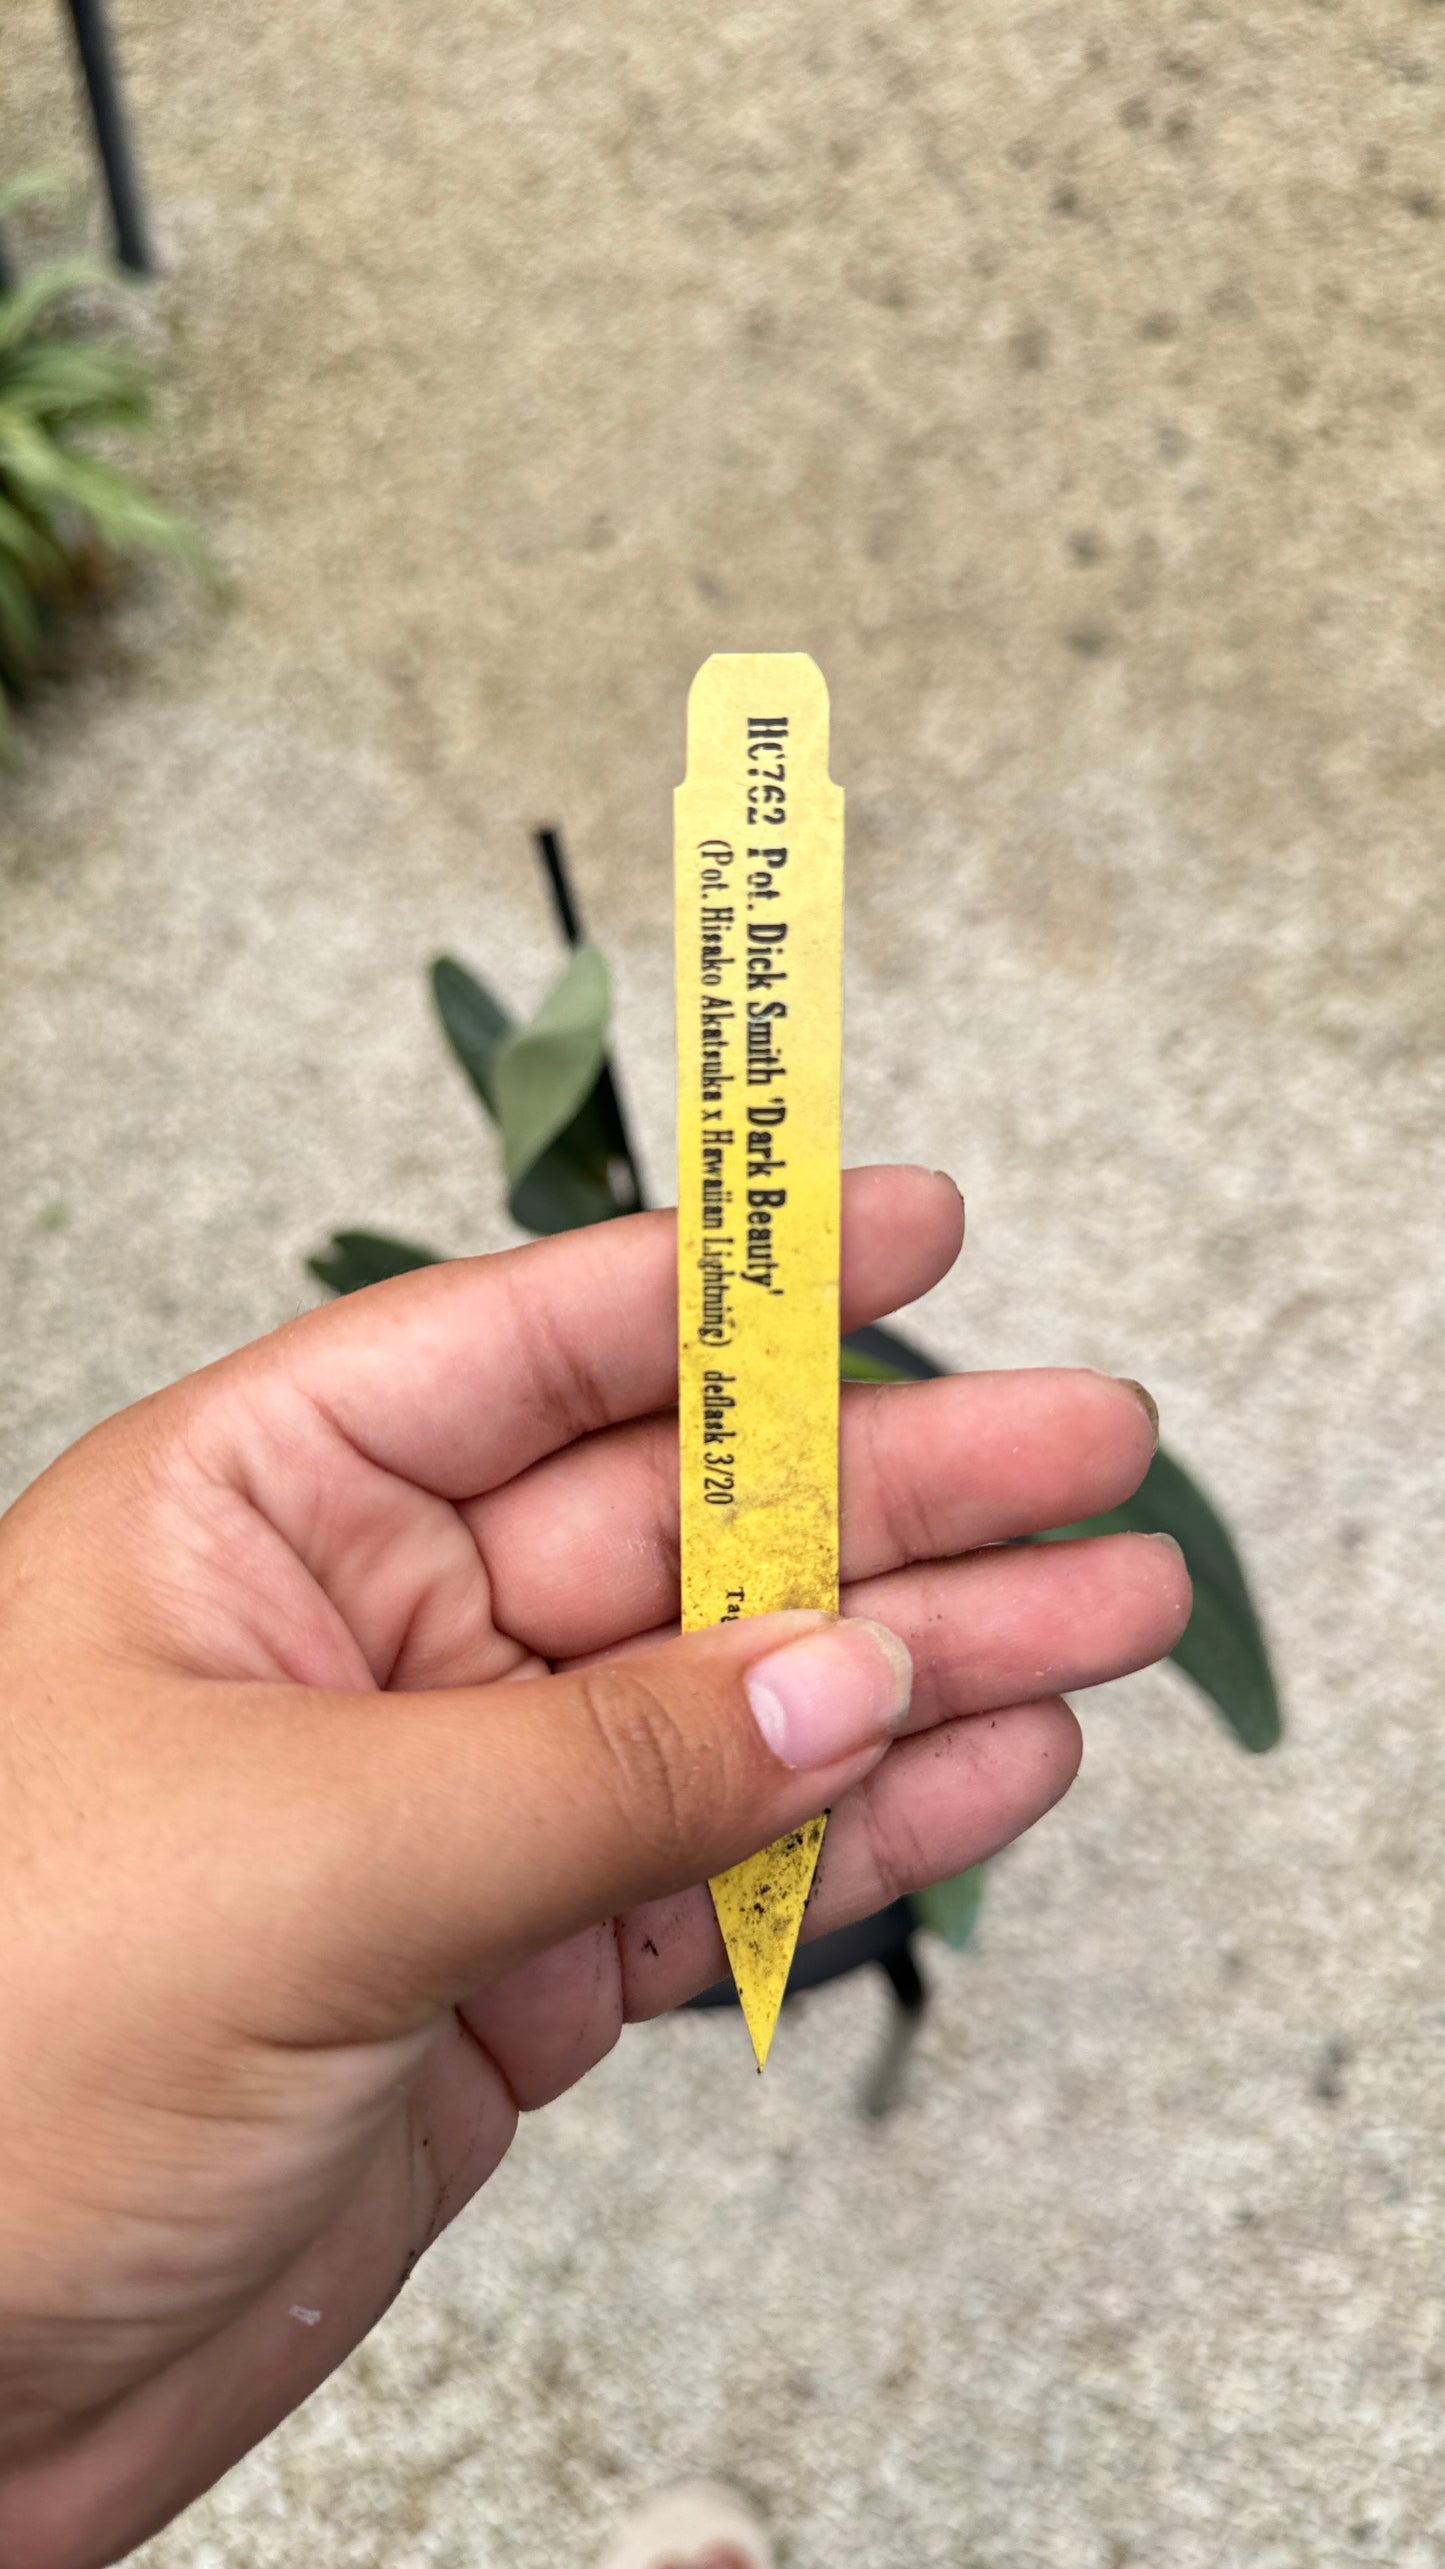 HC762 Pot. Dick Smith 'Dark Beauty'
(Pot. Hisako Akatsuka x Hawaiian Lightning) deflask 3/20